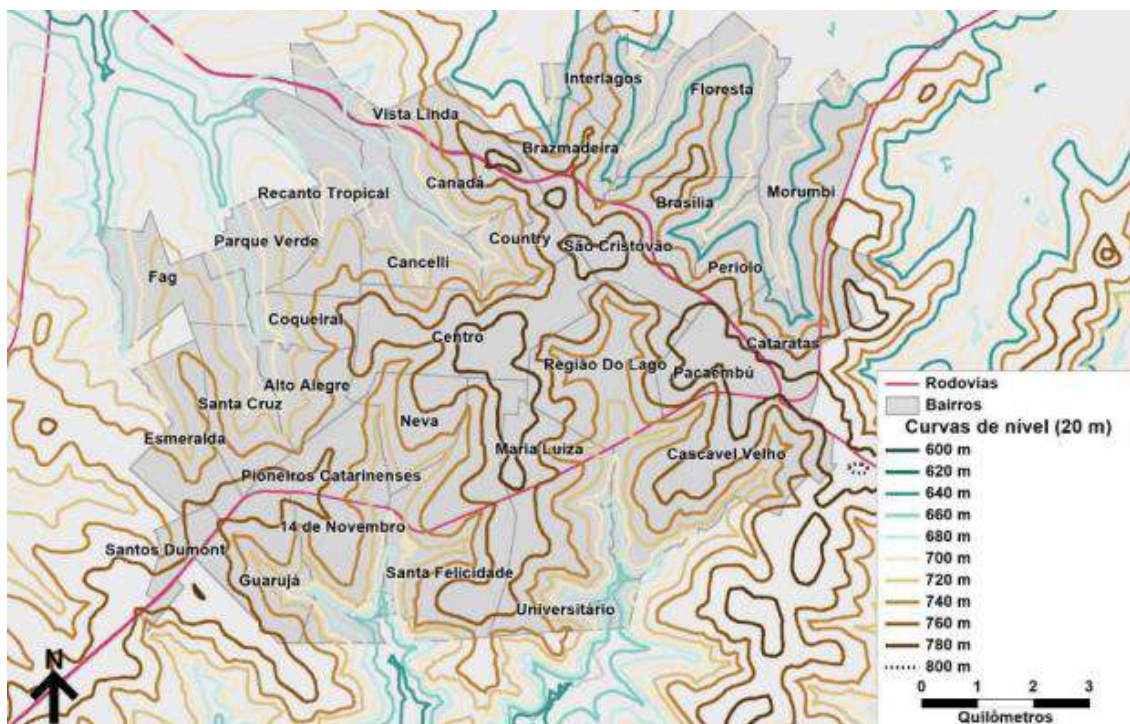 Interlagos
Floresta
Vista Linda
Brazmadeira
Canadá
Recanto Tropical
Brasília
Morumbi
Parque Verde
Country
São Cristóvão
Cancelli
Periolo
Fag
Coqueiral
Centro
Cataratas
Região Do Lago
Pacaembú
Alto Alegre
Santa Cruz
Neva
Esmeralda
Maria Luiza
Cascavel Velho
Pioneiros Catarinenses
14 de Novembro
Santos Dumont
Guarujá
Santa Felicidade
Universitário
N
Rodovias
Bairros
Curvas de nível (20 m)
600 m
620 m
640 m
660 m
680 m
700 m
720 m
740 m
760 m
780 m
800 m
0 1 2 3
Quilômetros